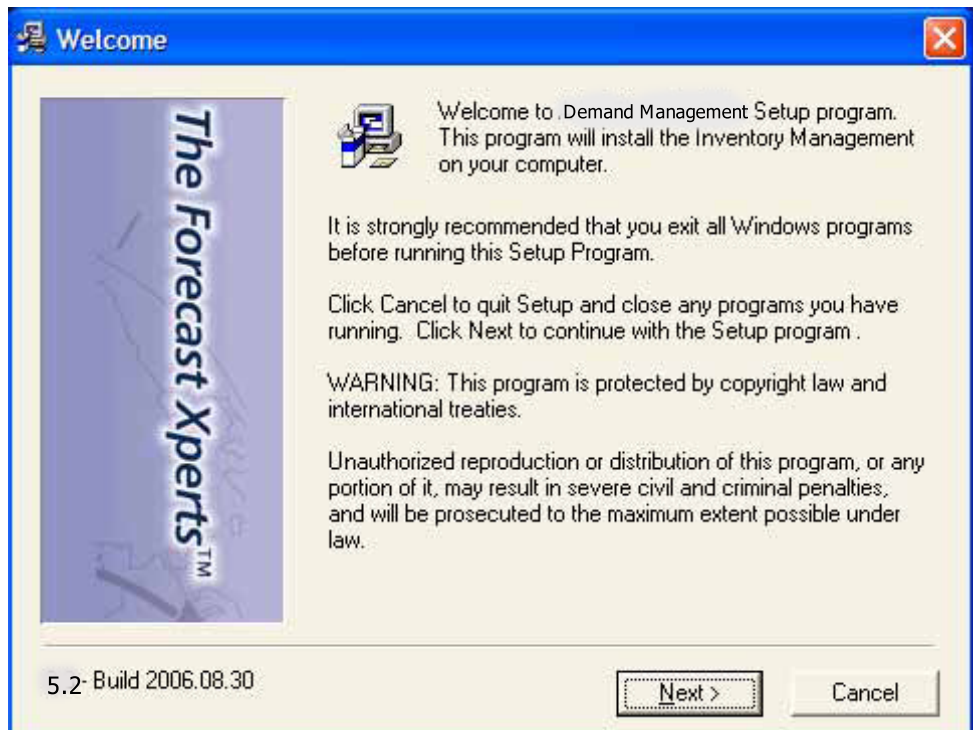 Welcome
The Forecast Xperts™
Welcome to Demand Management Setup program.
This program will install the Inventory Management
on your computer.
It is strongly recommended that you exit all Windows programs
before running this Setup Program.
Click Cancel to quit Setup and close any programs you have
running. Click Next to continue with the Setup program .
WARNING: This program is protected by copyright law and
international treaties.
Unauthorized reproduction or distribution of this program, or any
portion of it, may result in severe civil and criminal penalties,
and will be prosecuted to the maximum extent possible under
law.
5.2- Build 2006.08.30
Next >
Cancel